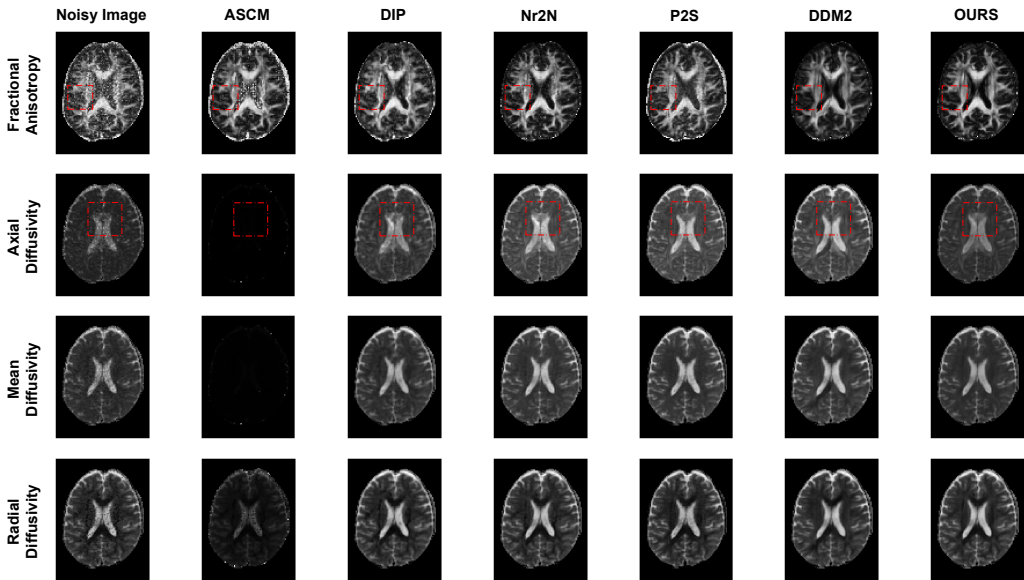 Noisy Image ASCM DIP Nr2N P2S DDM2 OURS
Fractional
Anisotropy
Axial
Diffusivity
Mean
Diffusivity
Radial
Diffusivity